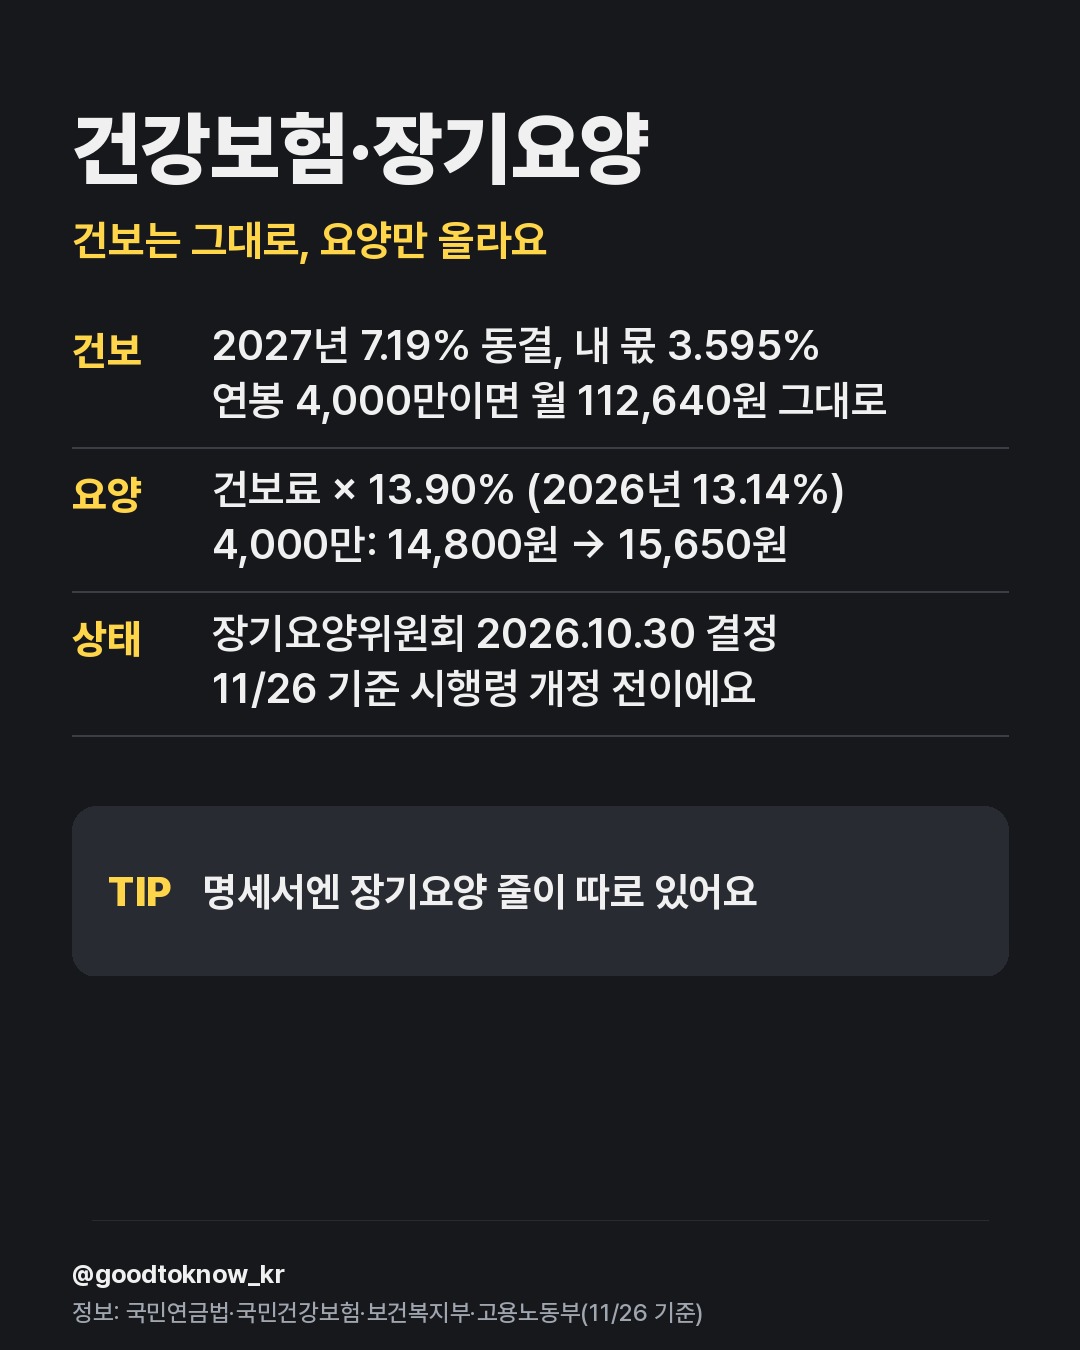 건강보험·장기요양
건보는 그대로, 요양만 올라요
건보
2027년 7.19% 동결, 내 몫 3.595%
연봉 4,000만이면 월 112,640원 그대로
요양
건보료 × 13.90% (2026년 13.14%)
4,000만: 14,800원 → 15,650원
상태
장기요양위원회 2026.10.30 결정
11/26 기준 시행령 개정 전이에요
TIP 명세서엔 장기요양 줄이 따로 있어요
@goodtoknow_kr
정보: 국민연금법·국민건강보험·보건복지부·고용노동부(11/26 기준)